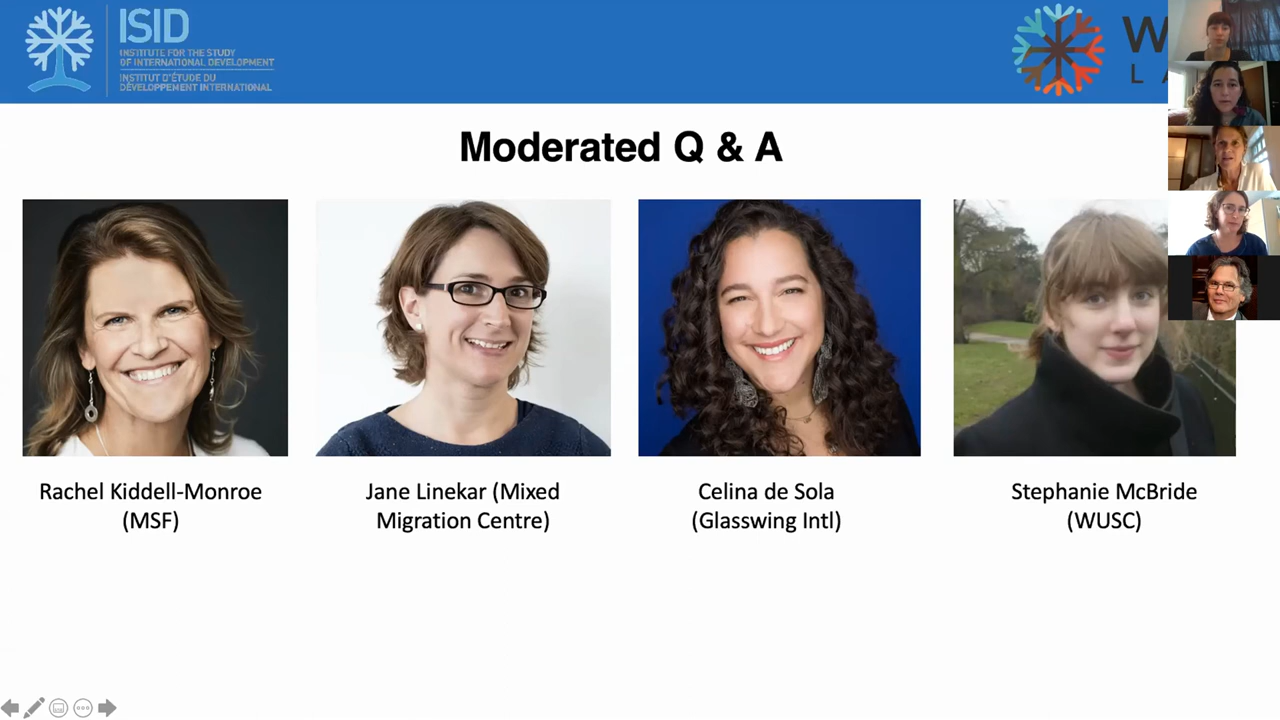 ISID
INSTITUTE FOR THE STUDY
OF INTERNATIONAL DEVELOPMENT
INSTITUT D'ÉTUDE DU
DÉVELOPPEMENT INTERNATIONAL
W
L A
Moderated Q & A
Rachel Kiddell-Monroe
(MSF)
Jane Linekar (Mixed
Migration Centre)
Celina de Sola
(Glasswing Intl)
Stephanie McBride
(WUSC)